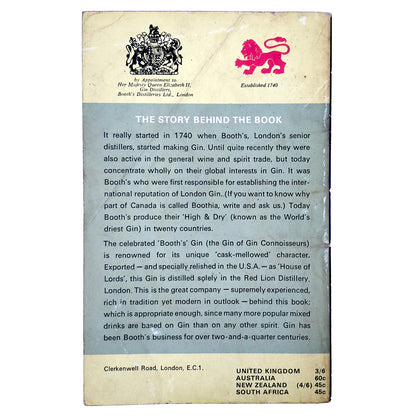 by Appointment to
Her Majesty Queen Elizabeth II,
Gin Distillers,
Booth's Distilleries Ltd., London
Established 1740
THE STORY BEHIND THE BOOK
It really started in 1740 when Booth's, London's senior
distillers, started making Gin. Until quite recently they were
also active in the general wine and spirit trade, but today
concentrate wholly on their global interests in Gin. It was
Booth's who were first responsible for establishing the inter-
national reputation of London Gin. (If you want to know why
part of Canada is called Boothia, write and ask us.) Today
Booth's produce their 'High & Dry' (known as the World's
driest Gin) in twenty countries.
The celebrated 'Booth's' Gin (the Gin of Gin Connoisseurs)
is renowned for its unique 'cask-mellowed' character.
Exported — and specially relished in the U.S.A. — as 'House of
Lords', this Gin is distilled solely in the Red Lion Distillery,
London. This is the great company — supremely experienced,
rich in tradition yet modern in outlook — behind this book;
which is appropriate enough, since many more popular mixed
drinks are based on Gin than on any other spirit. Gin has
been Booth's business for over two-and-a-quarter centuries.
Clerkenwell Road, London, E.C.1.
UNITED KINGDOM 3/6
AUSTRALIA 60c
NEW ZEALAND (4/6) 45c
SOUTH AFRICA 45c